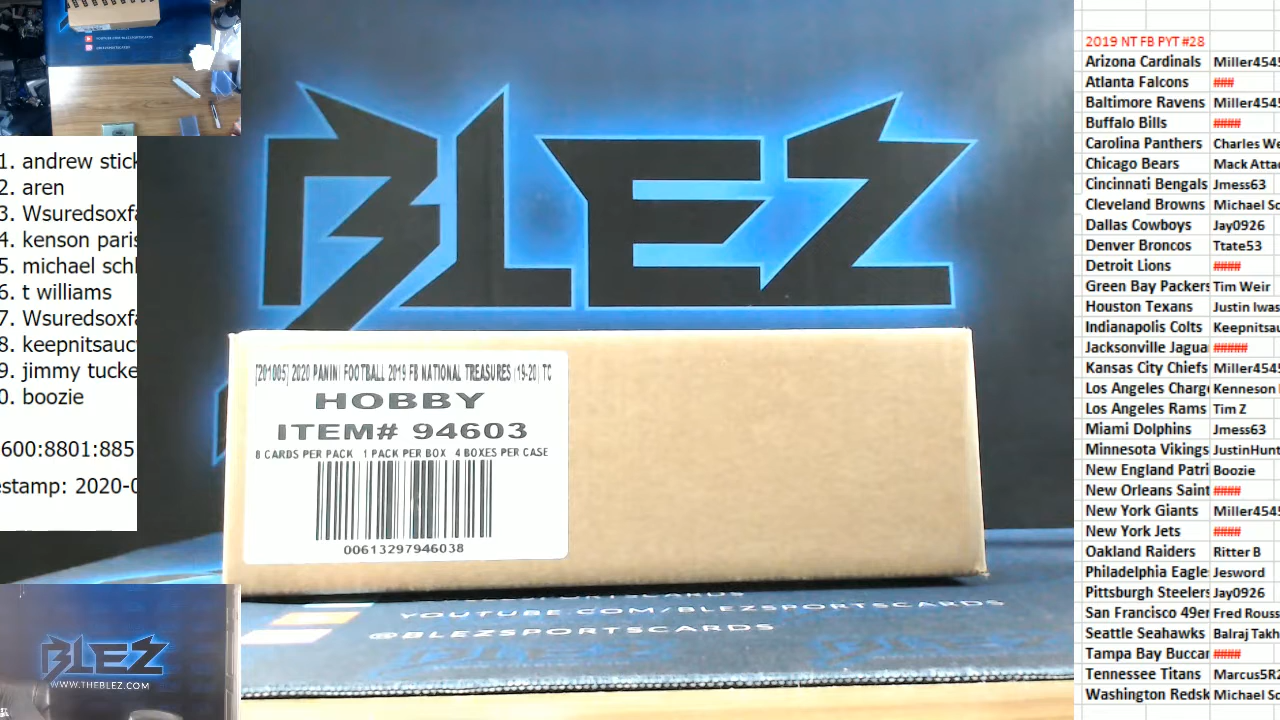 1. andrew stick
2. aren
3. Wsuredsoxfa
4. kenson paris
5. michael schl
6. t williams
7. Wsuredsoxfa
8. keepnitsauc
9. jimmy tucke
0. boozie
600:8801:885
estamp: 2020-0
BLEZ
WWW.THEBLEZ.COM
BLEZ
[201005] 2020 PANINI FOOTBALL 2019 FB NATIONAL TREASURES (19-20) TC
HOBBY
ITEM# 94603
8 CARDS PER PACK 1 PACK PER BOX 4 BOXES PER CASE
00613297946038
YOUTUBE.COM/BLEZSPORTSCARDS
@BLEZSPORTSCARDS
2019 NT FB PYT #28
Arizona Cardinals Miller4545
Atlanta Falcons ###
Baltimore Ravens Miller4545
Buffalo Bills ####
Carolina Panthers Charles We
Chicago Bears Mack Attac
Cincinnati Bengals Jmess63
Cleveland Browns Michael Sc
Dallas Cowboys Jay0926
Denver Broncos Ttate53
Detroit Lions ####
Green Bay Packers Tim Weir
Houston Texans Justin Iwas
Indianapolis Colts Keepnitsau
Jacksonville Jagua #####
Kansas City Chiefs Miller4545
Los Angeles Charge Kenneson
Los Angeles Rams Tim Z
Miami Dolphins Jmess63
Minnesota Vikings JustinHunt
New England Patri Boozie
New Orleans Saint ####
New York Giants Miller4545
New York Jets ####
Oakland Raiders Ritter B
Philadelphia Eagle Jesword
Pittsburgh Steelers Jay0926
San Francisco 49er Fred Rouss
Seattle Seahawks Balraj Takh
Tampa Bay Buccar ####
Tennessee Titans Marcus5R2
Washington Redsk Michael Sc